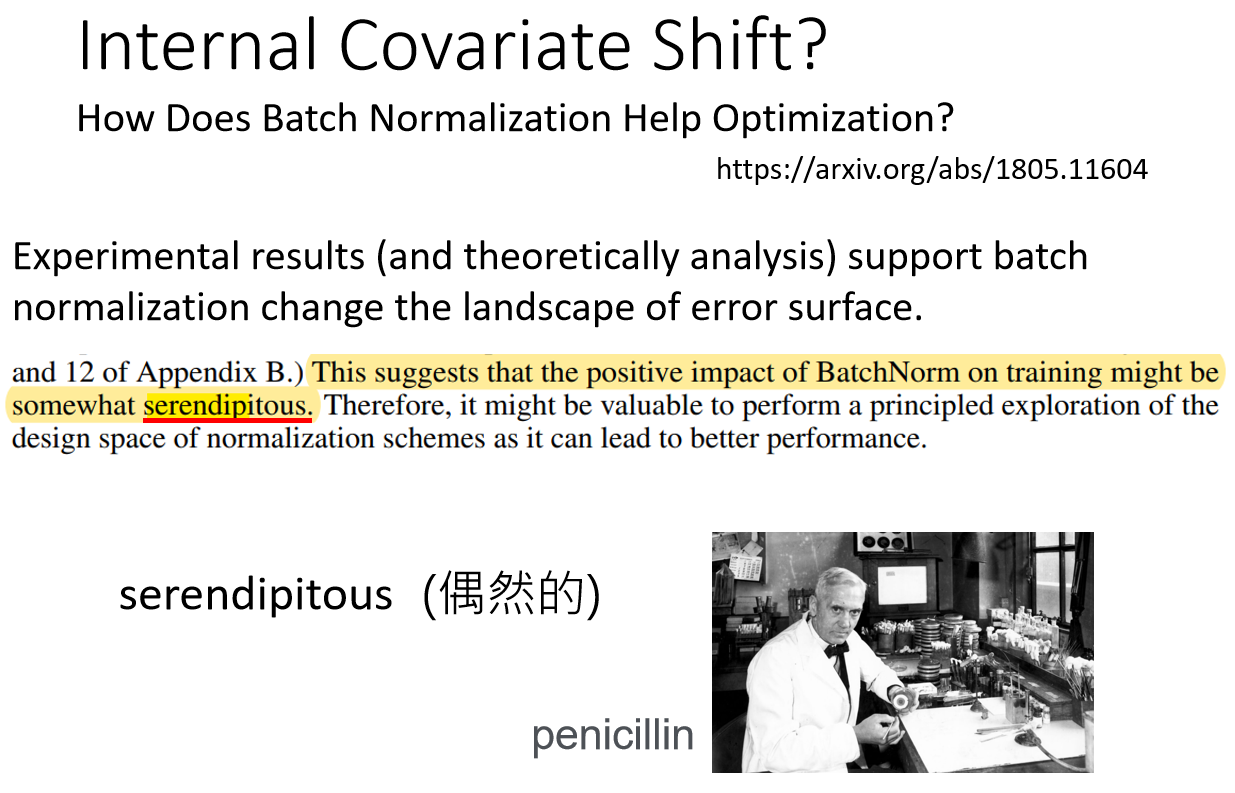 Internal Covariate Shift?
How Does Batch Normalization Help Optimization?
https://arxiv.org/abs/1805.11604
Experimental results (and theoretically analysis) support batch
normalization change the landscape of error surface.
and 12 of Appendix B.) This suggests that the positive impact of BatchNorm on training might be
somewhat serendipitous. Therefore, it might be valuable to perform a principled exploration of the
design space of normalization schemes as it can lead to better performance.
serendipitous (偶然的)
penicillin